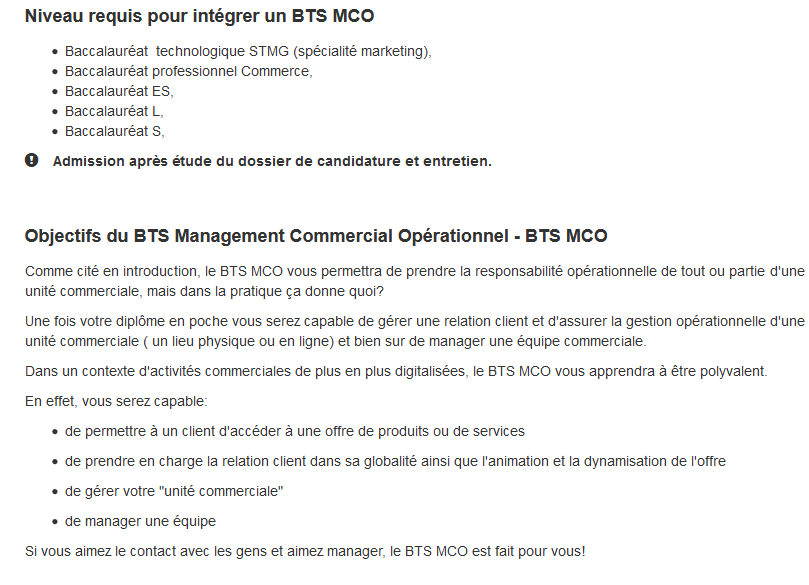 Niveau requis pour intégrer un BTS MCO
Baccalauréat technologique STMG (spécialité marketing),
Baccalauréat professionnel Commerce,
Baccalauréat ES,
Baccalauréat L,
Baccalauréat S,
Admission après étude du dossier de candidature et entretien.
Objectifs du BTS Management Commercial Opérationnel - BTS MCO
Comme cité en introduction, le BTS MCO vous permettra de prendre la responsabilité opérationnelle de tout ou partie d'une
unité commerciale, mais dans la pratique ça donne quoi?
Une fois votre diplôme en poche vous serez capable de gérer une relation client et d'assurer la gestion opérationnelle d'une
unité commerciale ( un lieu physique ou en ligne) et bien sur de manager une équipe commerciale.
Dans un contexte d'activités commerciales de plus en plus digitalisées, le BTS MCO vous apprendra à être polyvalent.
En effet, vous serez capable:
de permettre à un client d'accéder à une offre de produits ou de services
de prendre en charge la relation client dans sa globalité ainsi que l'animation et la dynamisation de l'offre
de gérer votre "unité commerciale"
de manager une équipe
Si vous aimez le contact avec les gens et aimez manager, le BTS MCO est fait pour vous!